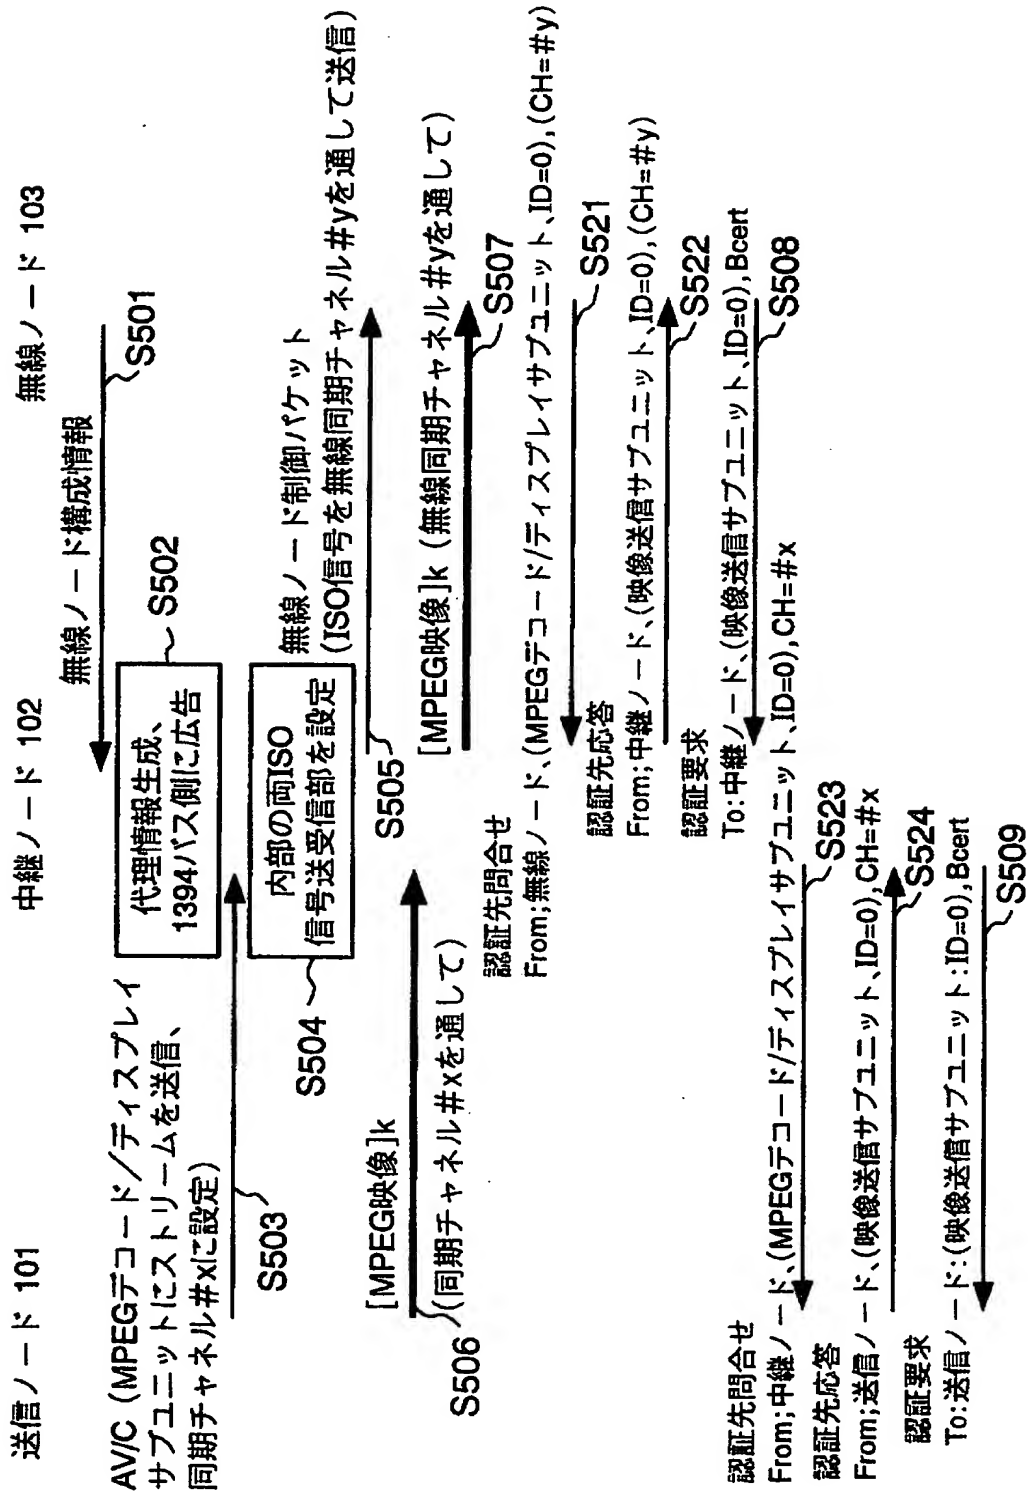 送信ノード 101
中継ノード 102
無線ノード 103
無線ノード構成情報
S501
代理情報生成、
1394バス側に広告
S502
AV/C (MPEGデコード/ディスプレイ
サブユニットにストリームを送信、
同期チャネル#xに設定)
S503
内部の両ISO
信号送受信部を設定
S504
無線ノード制御パケット
(ISO信号を無線同期チャネル#yを通して送信)
S505
[MPEG映像]k
(同期チャネル#xを通して)
S506
[MPEG映像]k (無線同期チャネル#yを通して)
S507
認証先問合せ
From;無線ノード、(MPEGデコード/ディスプレイサブユニット、ID=0),(CH=#y)
S521
認証先応答
From;中継ノード、(映像送信サブユニット、ID=0),(CH=#y)
S522
認証要求
To:中継ノード、(映像送信サブユニット、ID=0),Bcert
S508
認証先問合せ
From;中継ノード、(MPEGデコード/ディスプレイサブユニット、ID=0),CH=#x
S523
認証先応答
From;送信ノード、(映像送信サブユニット、ID=0),CH=#x
S524
認証要求
To:送信ノード:(映像送信サブユニット:ID=0),Bcert
S509